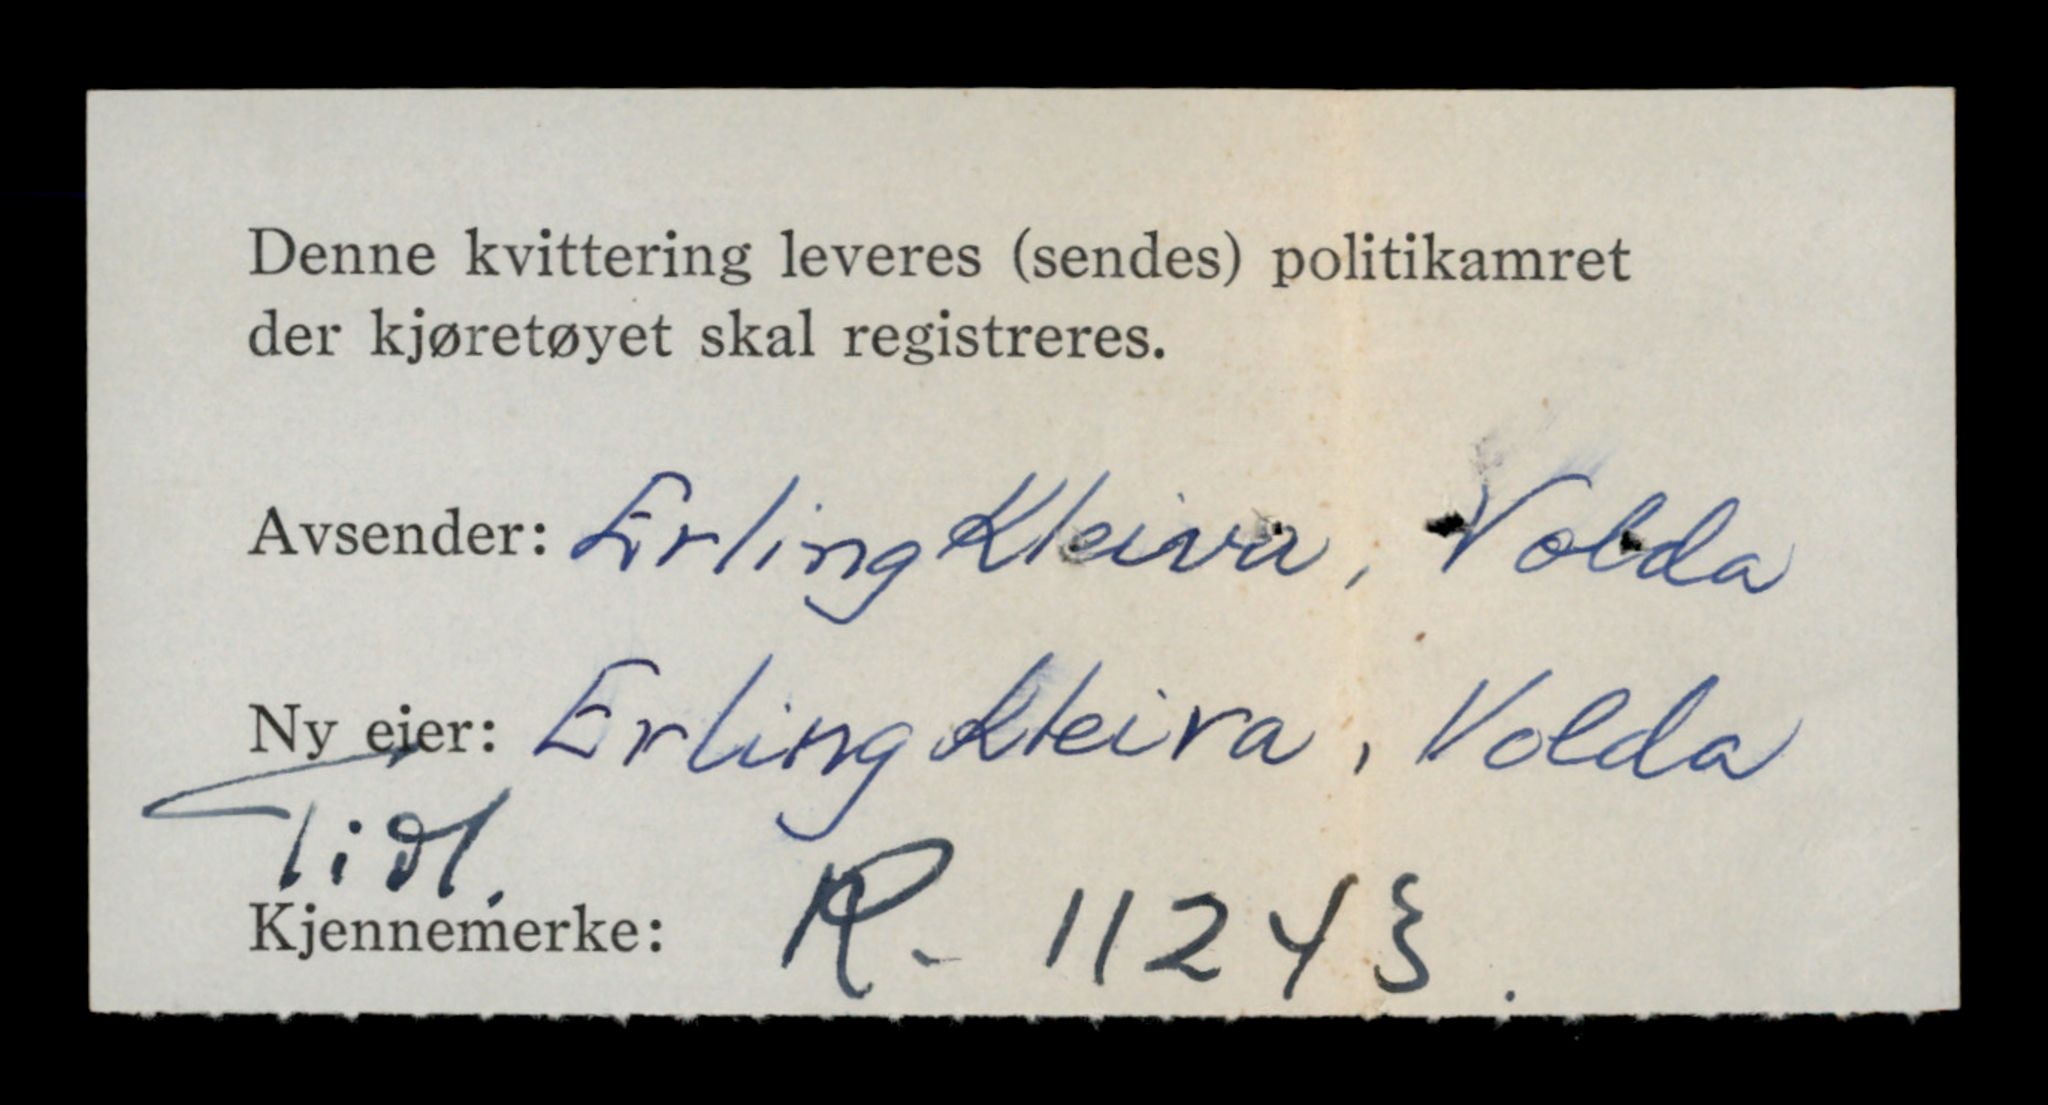 Denne kvittering leveres (sendes) politikamret
der kjøretøyet skal registreres.
Avsender: Erling Kleiva, Volda
Ny eier: Erling Kleiva, Volda
Tidl.
Kjennemerke: R- 11243.